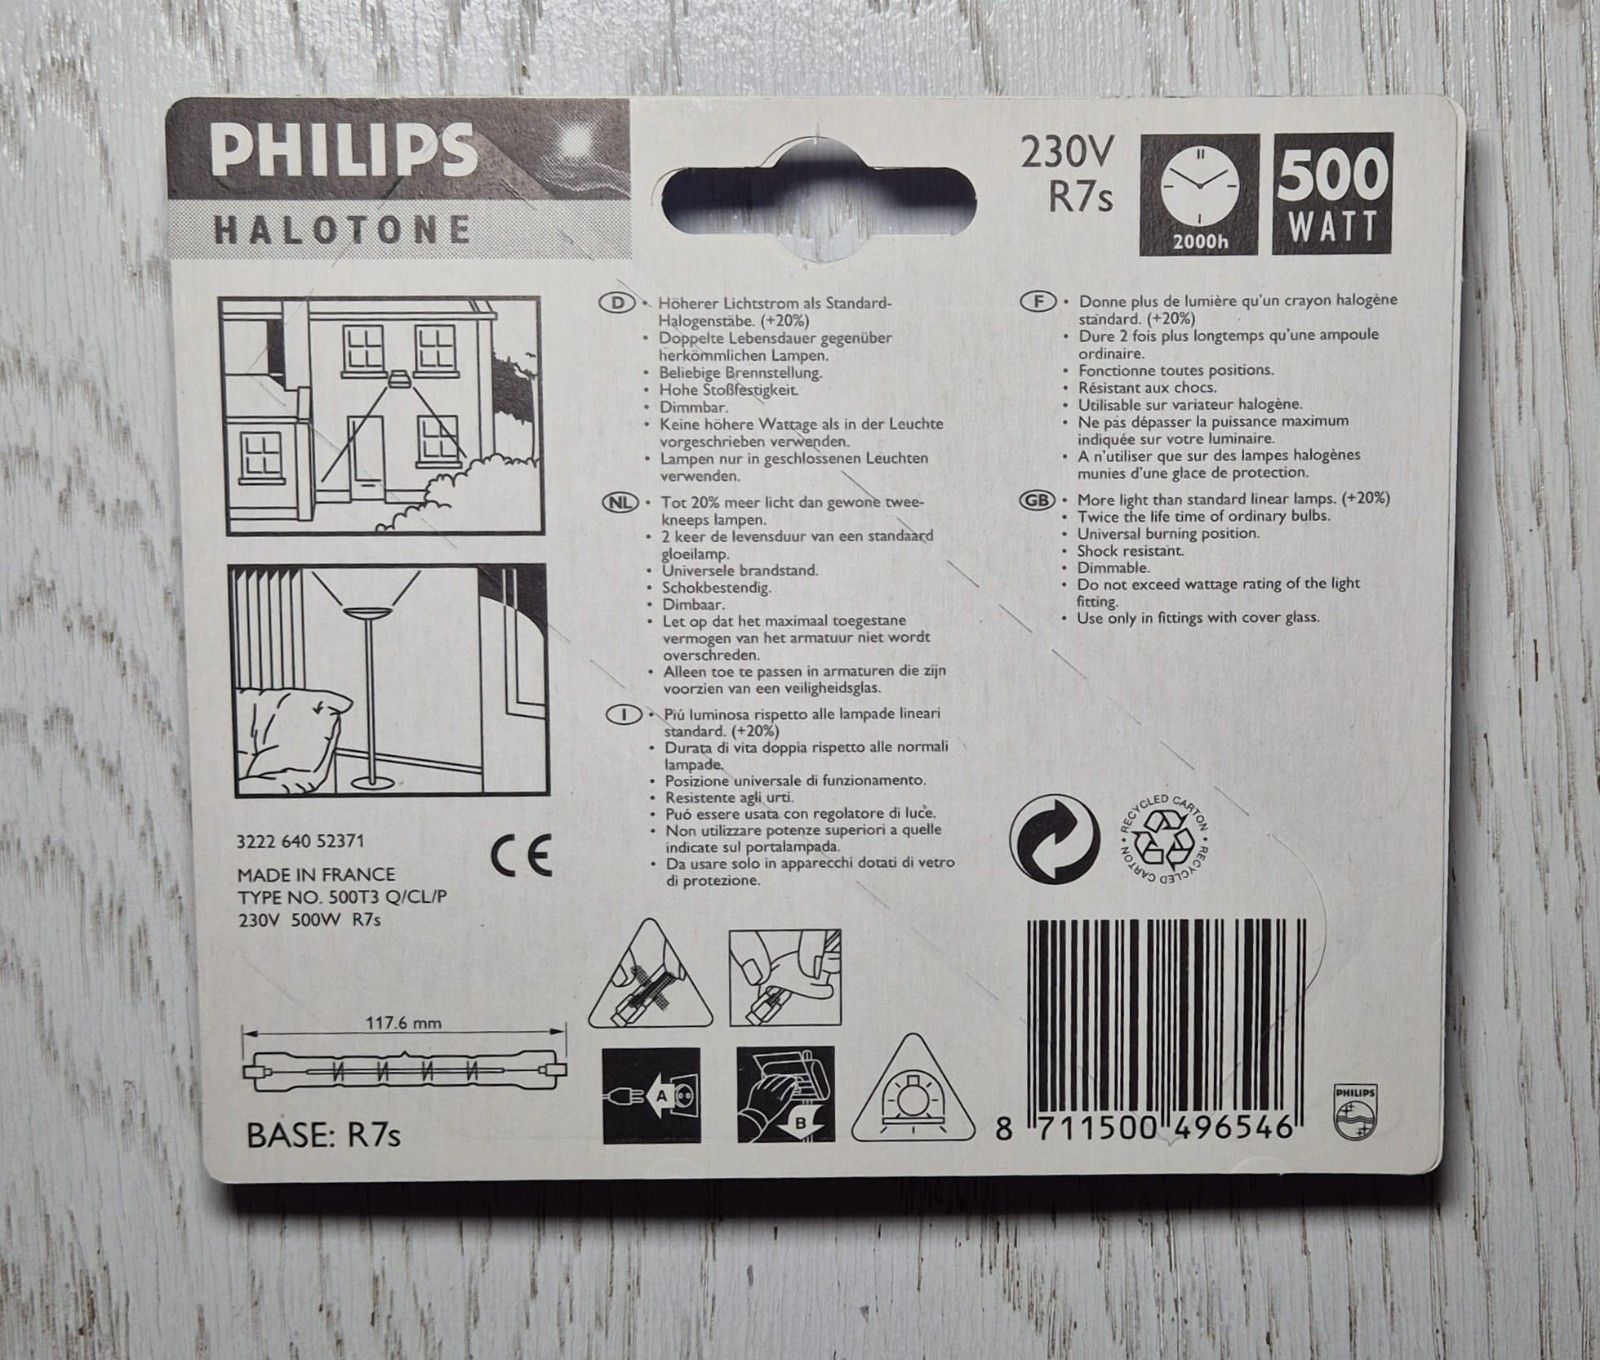 PHILIPS
HALOTONE
230V
R7s
2000h
500
WATT
D • Höherer Lichtstrom als Standard-
Halogenstäbe. (+20%)
• Doppelte Lebensdauer gegenüber
herkömmlichen Lampen.
• Beliebige Brennstellung.
• Hohe Stoßfestigkeit.
• Dimmbar.
• Keine höhere Wattage als in der Leuchte
vorgeschrieben verwenden.
• Lampen nur in geschlossenen Leuchten
verwenden.
NL • Tot 20% meer licht dan gewone twee-
kneeps lampen.
• 2 keer de levensduur van een standaard
gloeilamp.
• Universele brandstand.
• Schokbestendig.
• Dimbaar.
• Let op dat het maximaal toegestane
vermogen van het armatuur niet wordt
overschreden.
• Alleen toe te passen in armaturen die zijn
voorzien van een veiligheidsglas.
I • Piú luminosa rispetto alle lampade lineari
standard. (+20%)
• Durata di vita doppia rispetto alle normali
lampade.
• Posizione universale di funzionamento.
• Resistente agli urti.
• Puó essere usata con regolatore di luce.
• Non utilizzare potenze superiori a quelle
indicate sul portalampada.
• Da usare solo in apparecchi dotati di vetro
di protezione.
F • Donne plus de lumière qu'un crayon halogène
standard. (+20%)
• Dure 2 fois plus longtemps qu'une ampoule
ordinaire.
• Fonctionne toutes positions.
• Résistant aux chocs.
• Utilisable sur variateur halogène.
• Ne pas dépasser la puissance maximum
indiquée sur votre luminaire.
• A n'utiliser que sur des lampes halogènes
munies d'une glace de protection.
GB • More light than standard linear lamps. (+20%)
• Twice the life time of ordinary bulbs.
• Universal burning position.
• Shock resistant.
• Dimmable.
• Do not exceed wattage rating of the light
fitting.
• Use only in fittings with cover glass.
3222 640 52371
CE
MADE IN FRANCE
TYPE NO. 500T3 Q/CL/P
230V 500W R7s
117.6 mm
BASE: R7s
A
B
RECYCLED CARTON • RECYCLED CARTON •
8 711500 496546
PHILIPS